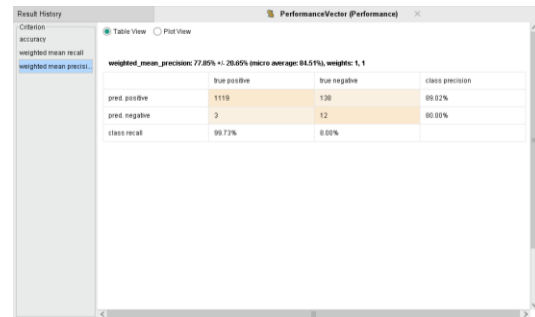 Result History
PerformanceVector (Performance)
Criterion
accuracy
weighted mean recall
weighted mean precisi...
Table View Plot View
weighted_mean_precision: 77.85% +/- 20.65% (micro average: 84.51%), weights: 1, 1
true positive true negative class precision
pred. positive 1119 138 89.02%
pred. negative 3 12 80.00%
class recall 99.73% 8.00%